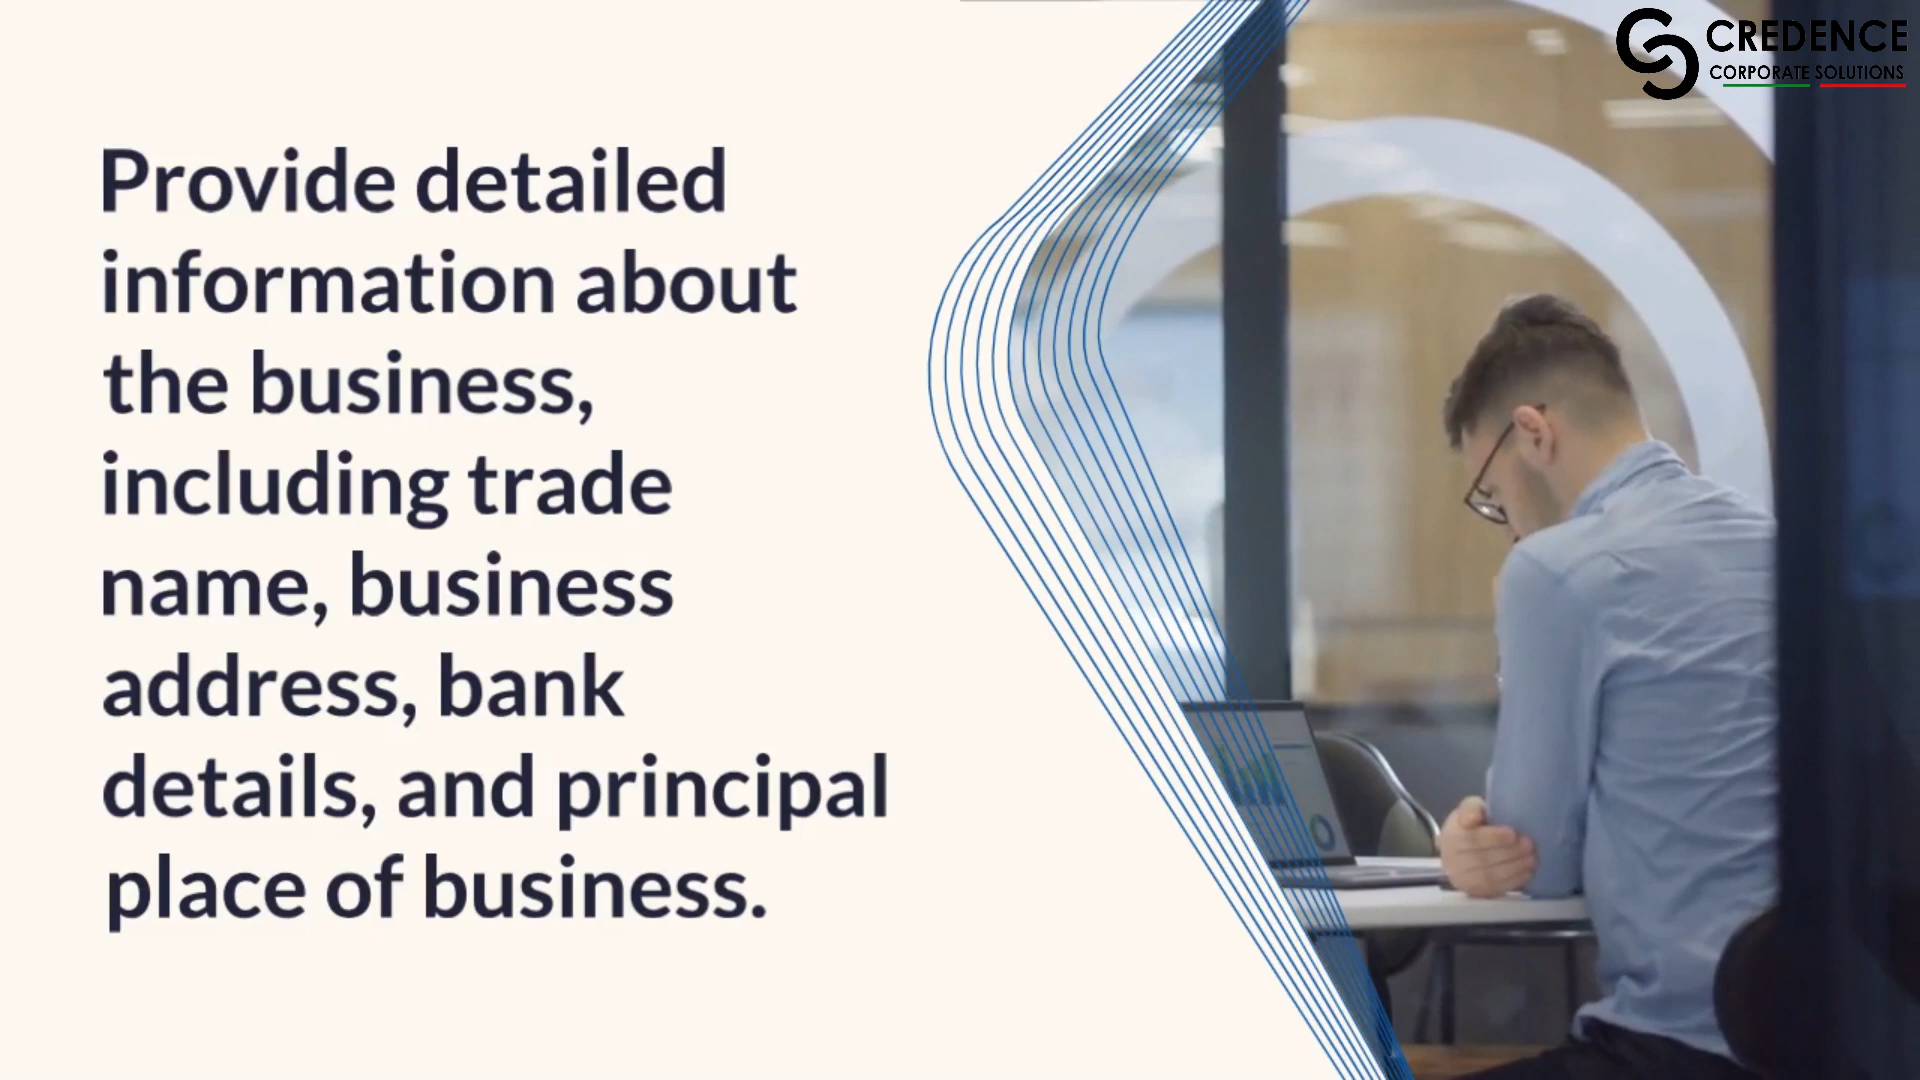 CREDENCE
CORPORATE SOLUTIONS
Provide detailed
information about
the business,
including trade
name, business
address, bank
details, and principal
place of business.